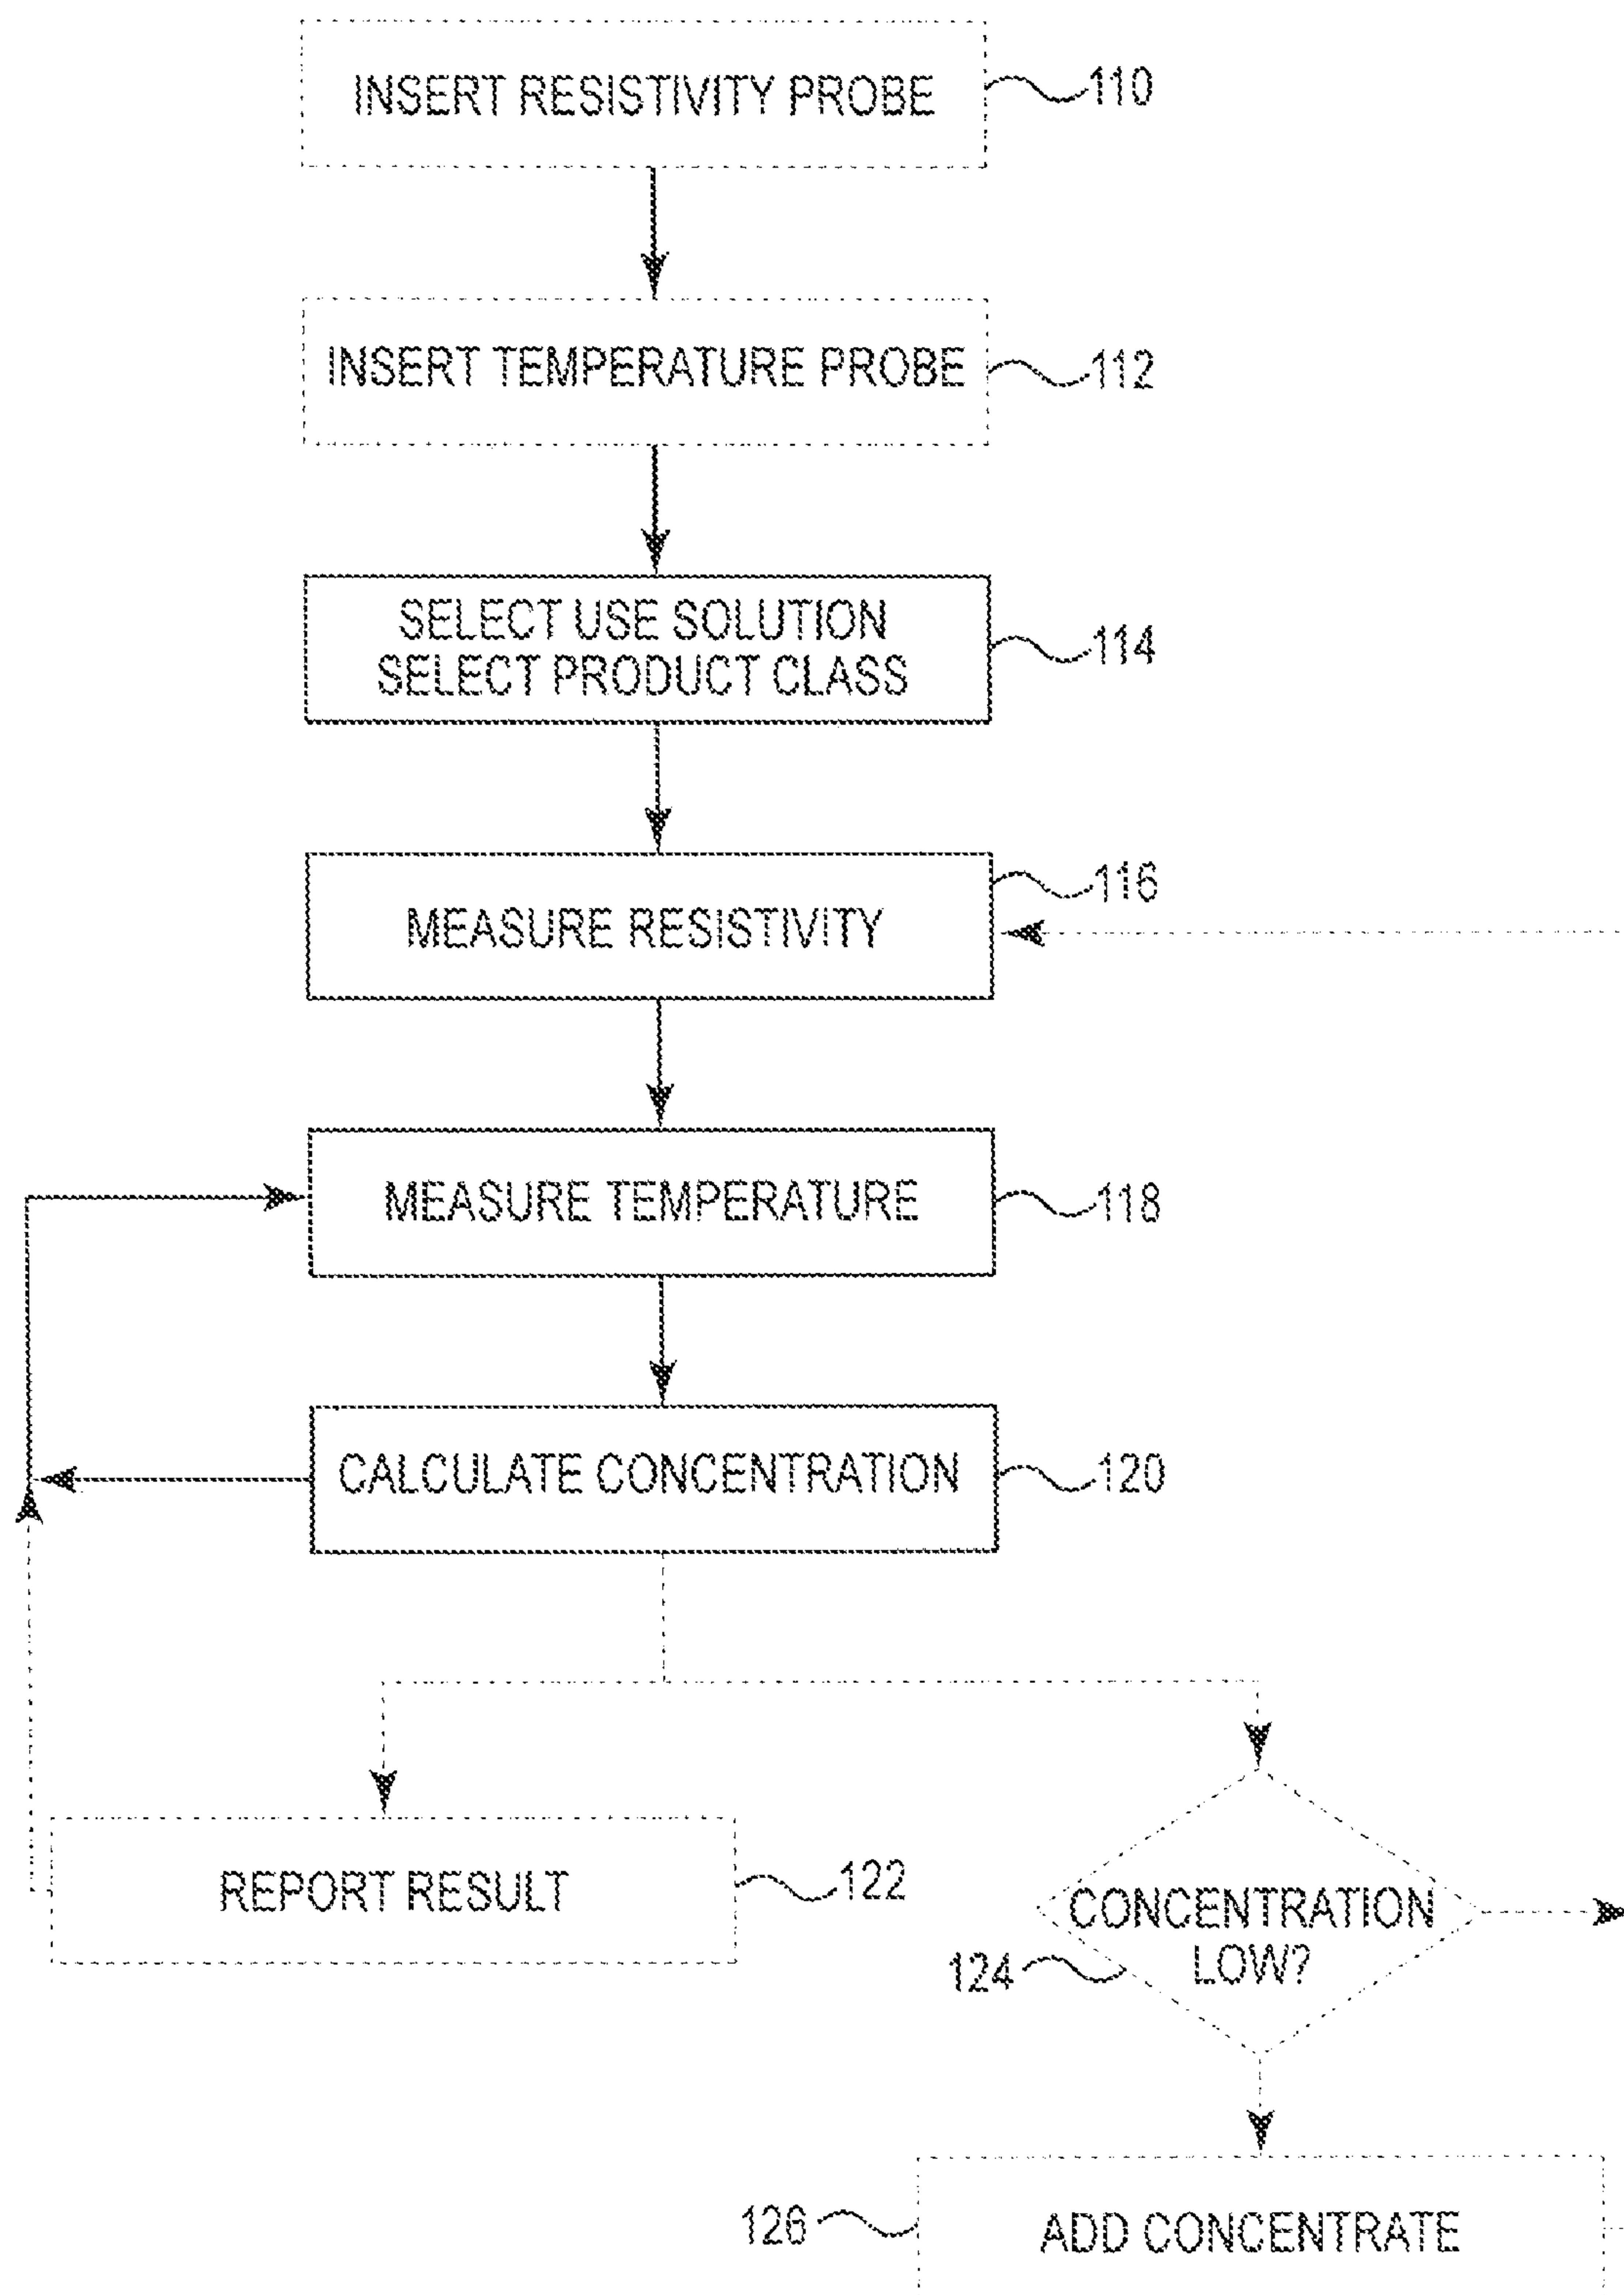 INSERT RESISTIVITY PROBE
110
INSERT TEMPERATURE PROBE
112
SELECT USE SOLUTION
SELECT PRODUCT CLASS
114
MEASURE RESISTIVITY
116
MEASURE TEMPERATURE
118
CALCULATE CONCENTRATION
120
REPORT RESULT
122
CONCENTRATION
LOW?
124
126
ADD CONCENTRATE